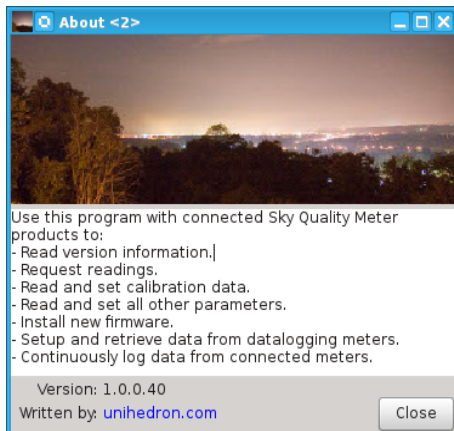 About <2>
Use this program with connected Sky Quality Meter
products to:
- Read version information.
- Request readings.
- Read and set calibration data.
- Read and set all other parameters.
- Install new firmware.
- Setup and retrieve data from datalogging meters.
- Continuously log data from connected meters.
Version: 1.0.0.40
Written by: unihedron.com
Close